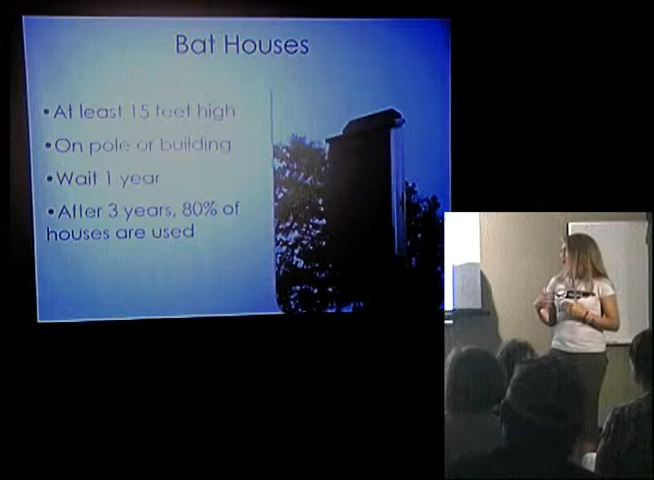 Bat Houses
•At least 15 feet high
•On pole or building
•Wait 1 year
•After 3 years, 80% of
houses are used